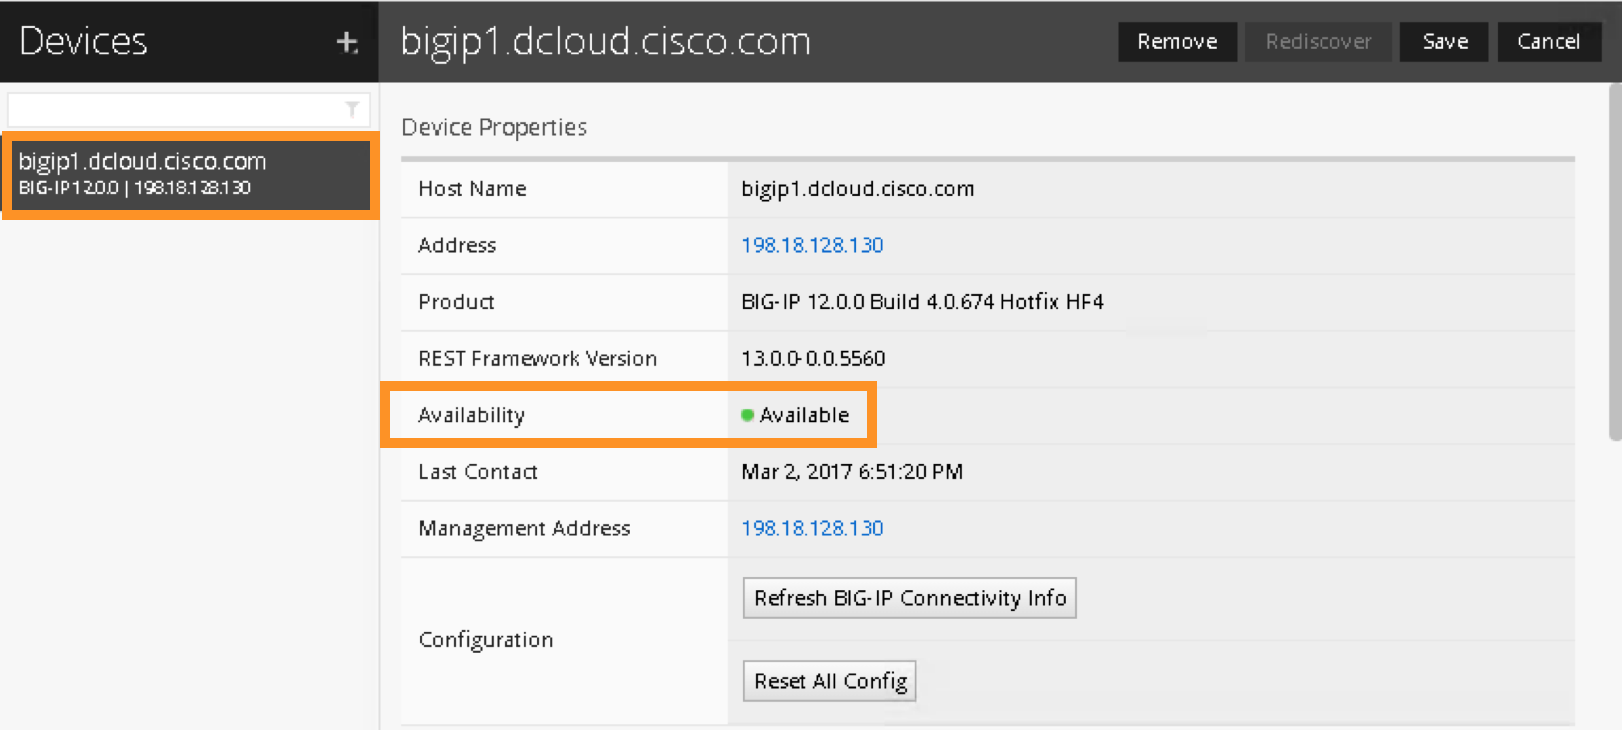 Devices +
bigip1.dcloud.cisco.com
Remove Rediscover Save Cancel
bigip1.dcloud.cisco.com
BIG-IP 12.0.0 | 198.18.128.130
Device Properties
Host Name bigip1.dcloud.cisco.com
Address 198.18.128.130
Product BIG-IP 12.0.0 Build 4.0.674 Hotfix HF4
REST Framework Version 13.0.0-0.0.5560
Availability Available
Last Contact Mar 2, 2017 6:51:20 PM
Management Address 198.18.128.130
Configuration
Refresh BIG-IP Connectivity Info
Reset All Config